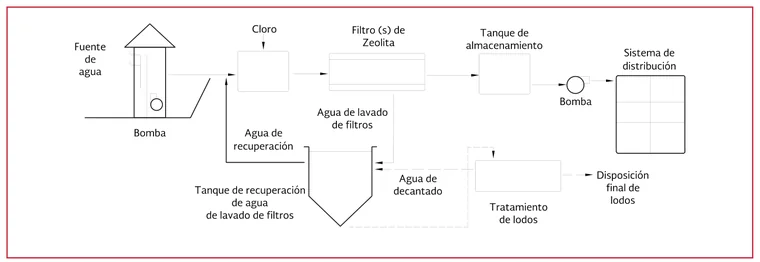 Cloro
Filtro (s) de
Zeolita
Tanque de
almacenamiento
Fuente
de
agua
Sistema de
distribución
Bomba
Bomba
Agua de lavado
de filtros
Agua de
recuperación
Tanque de recuperación
de agua
de lavado de filtros
Agua de
decantado
Tratamiento
de lodos
Disposición
final de
lodos